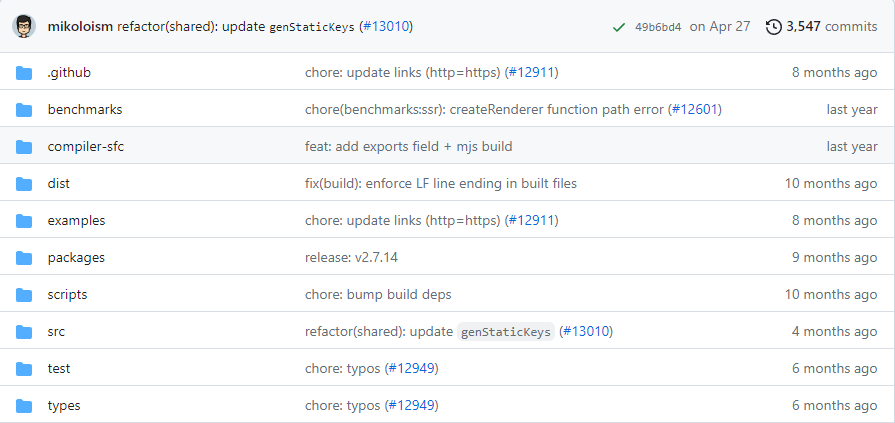 mikoloism refactor(shared): update genStaticKeys (#13010) 49b6bd4 on Apr 27 3,547 commits
.github chore: update links (http=https) (#12911) 8 months ago
benchmarks chore(benchmarks:ssr): createRenderer function path error (#12601) last year
compiler-sfc feat: add exports field + mjs build last year
dist fix(build): enforce LF line ending in built files 10 months ago
examples chore: update links (http=https) (#12911) 8 months ago
packages release: v2.7.14 9 months ago
scripts chore: bump build deps 10 months ago
src refactor(shared): update genStaticKeys (#13010) 4 months ago
test chore: typos (#12949) 6 months ago
types chore: typos (#12949) 6 months ago